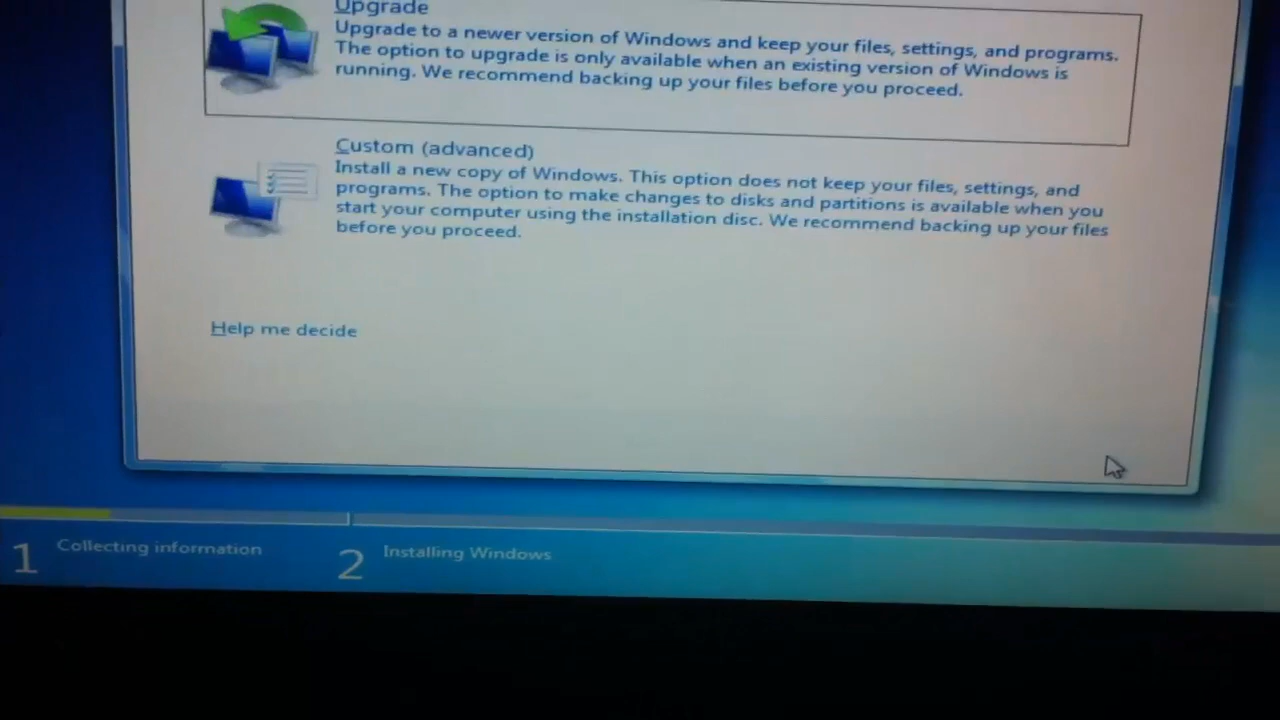 Upgrade
Upgrade to a newer version of Windows and keep your files, settings, and programs.
The option to upgrade is only available when an existing version of Windows is
running. We recommend backing up your files before you proceed.
Custom (advanced)
Install a new copy of Windows. This option does not keep your files, settings, and
programs. The option to make changes to disks and partitions is available when you
start your computer using the installation disc. We recommend backing up your files
before you proceed.
Help me decide
1 Collecting information
2 Installing Windows